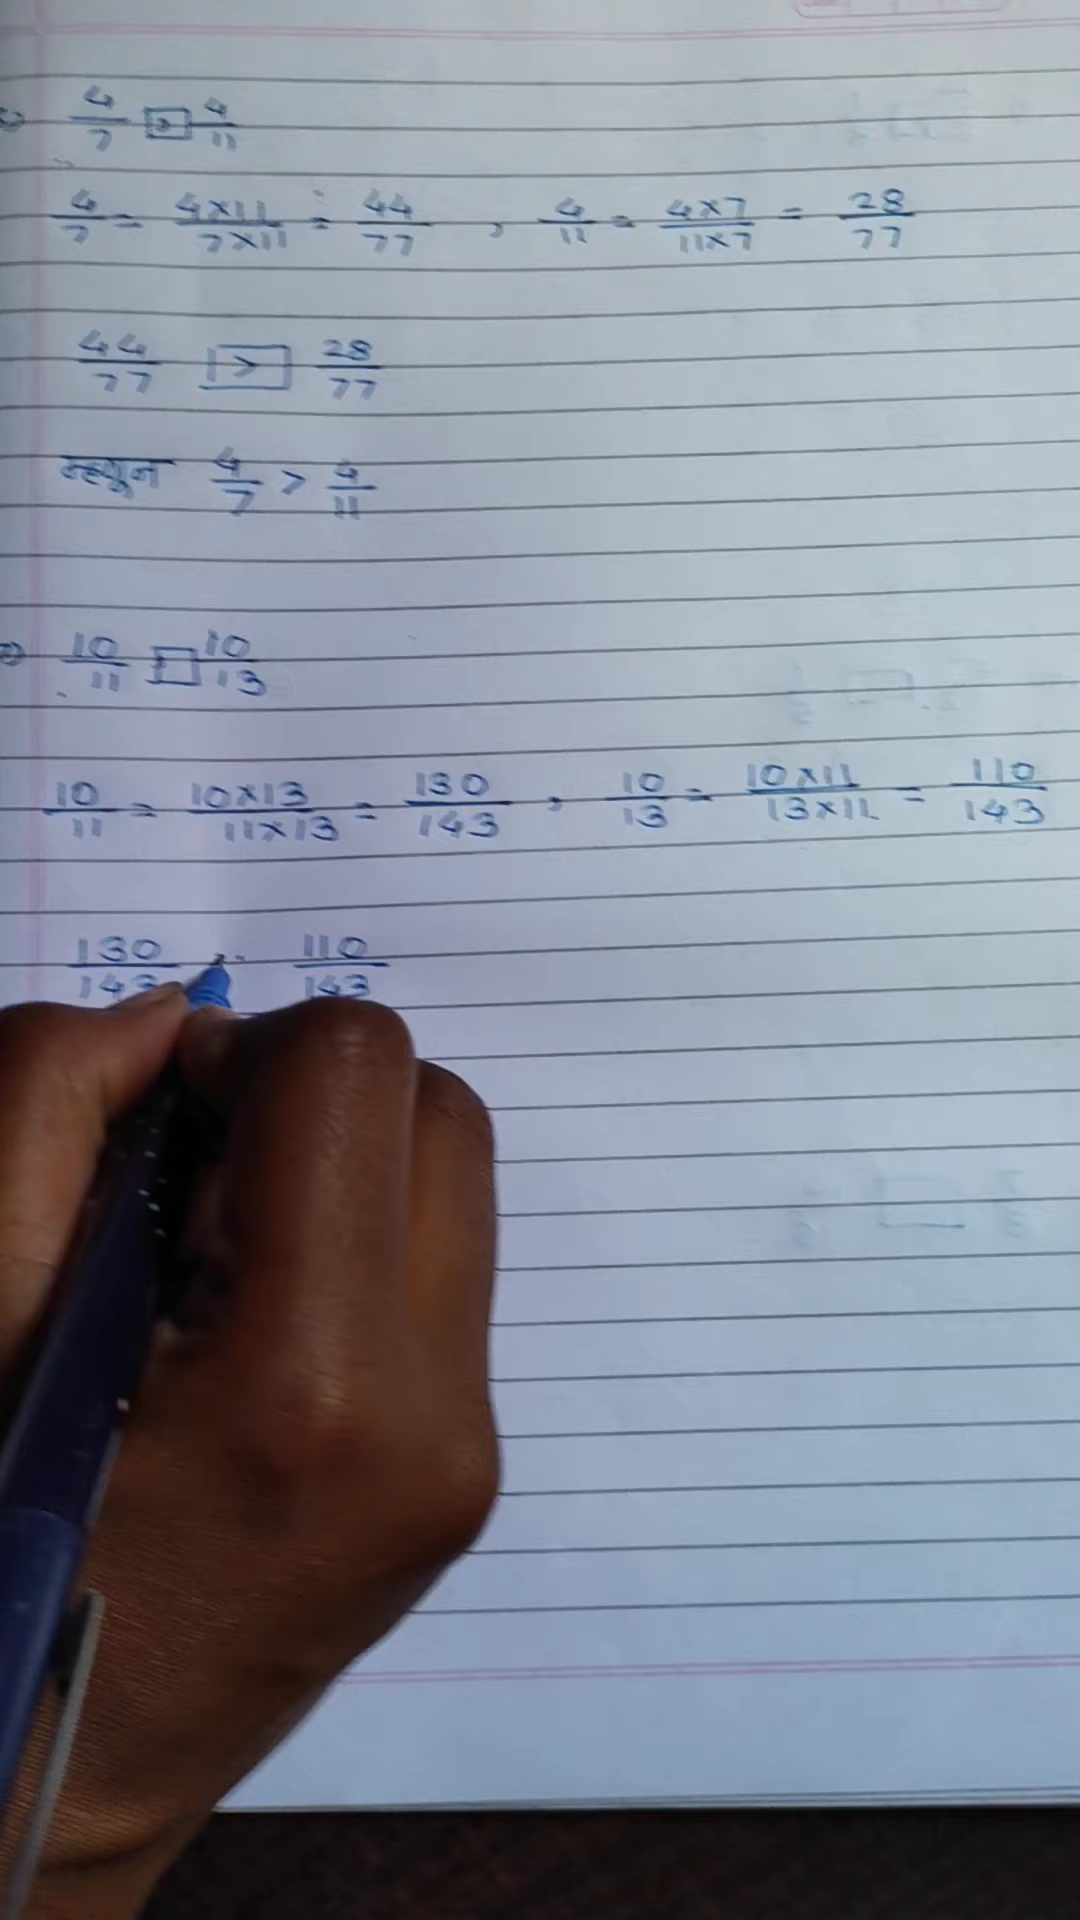 4/7 [>] 4/11
4/7 = 4×11/7×11 = 44/77 , 4/11 = 4×7/11×7 = 28/77
44/77 [>] 28/77
म्हणून 4/7 > 4/11
10/11 □ 10/13
10/11 = 10×13/11×13 = 130/143 , 10/13 = 10×11/13×11 = 110/143
130/143 110/143